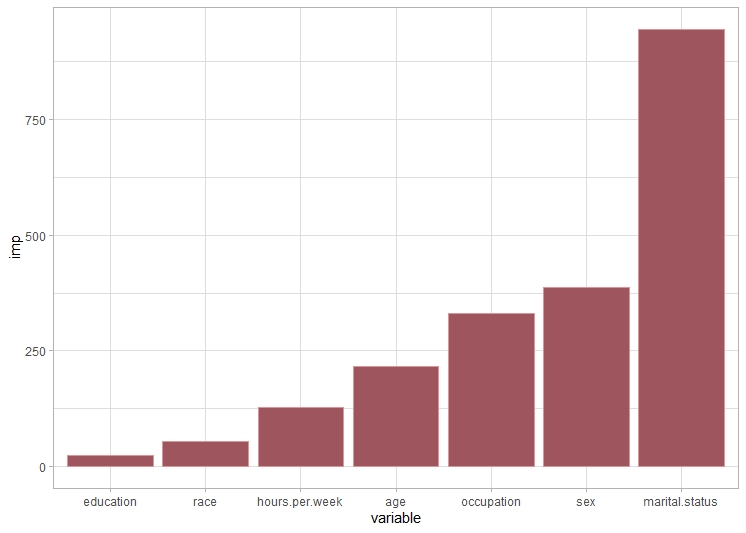 750
500
250
0
imp
education race hours.per.week age occupation sex marital.status
variable